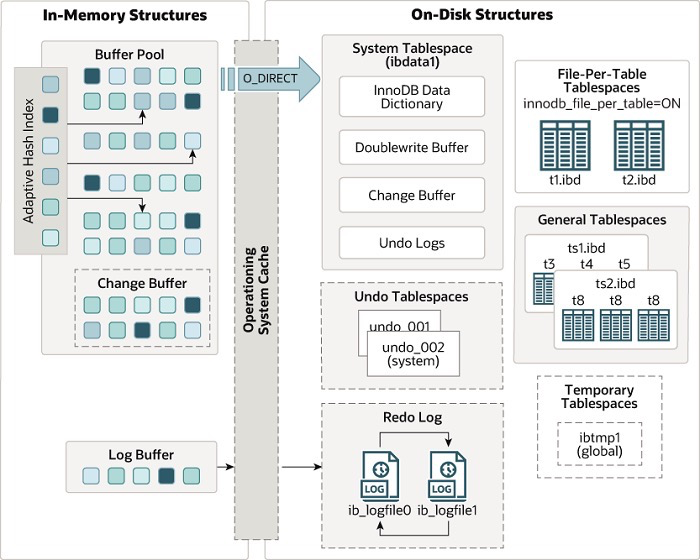 In-Memory Structures
On-Disk Structures
Buffer Pool
Adaptive Hash Index
Change Buffer
Log Buffer
Operationing
System Cache
O_DIRECT
System Tablespace
(ibdata1)
InnoDB Data
Dictionary
Doublewrite Buffer
Change Buffer
Undo Logs
Undo Tablespaces
undo_001
undo_002
(system)
Redo Log
LOG
LOG
ib_logfile0
ib_logfile1
File-Per-Table
Tablespaces
innodb_file_per_table=ON
t1.ibd
t2.ibd
General Tablespaces
ts1.ibd
t3 t4 t5
ts2.ibd
t8 t8 t8
Temporary
Tablespaces
ibtmp1
(global)